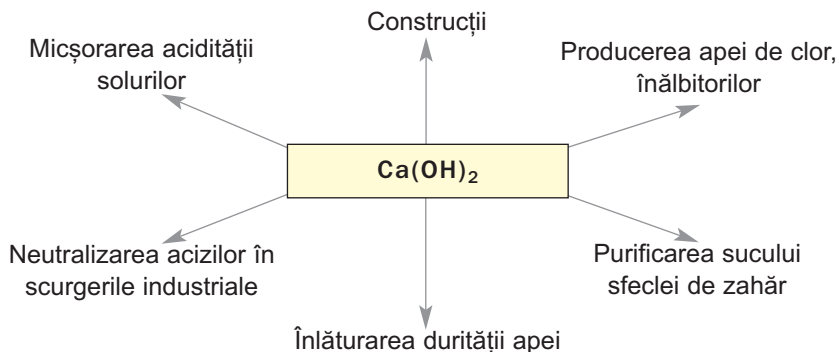 Construcții
Micșorarea acidității
solurilor
Producerea apei de clor,
înălbitorilor
Ca(OH)₂
Neutralizarea acizilor în
scurgerile industriale
Purificarea sucului
sfeclei de zahăr
Înlăturarea durității apei